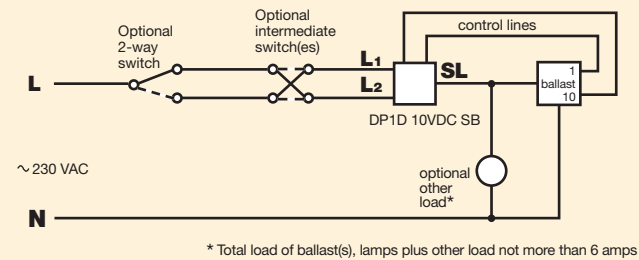 Optional
2-way
switch
Optional
intermediate
switch(es)
control lines
L
L1
L2
SL
1
ballast
10
DP1D 10VDC SB
~ 230 VAC
optional
other
load*
N
* Total load of ballast(s), lamps plus other load not more than 6 amps